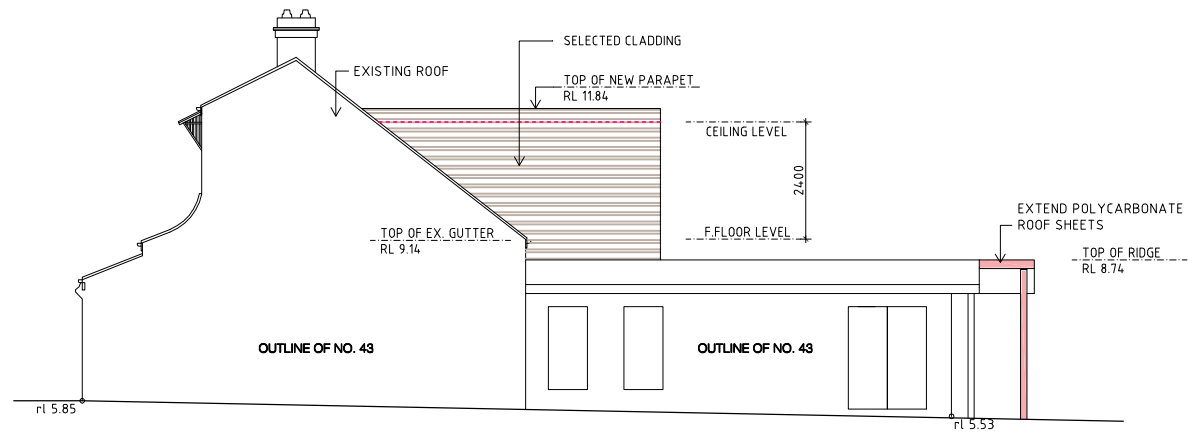 SELECTED CLADDING
EXISTING ROOF
TOP OF NEW PARAPET
RL 11.84
CEILING LEVEL
2400
EXTEND POLYCARBONATE
ROOF SHEETS
TOP OF EX. GUTTER
RL 9.14
F.FLOOR LEVEL
TOP OF RIDGE
RL 8.74
OUTLINE OF NO. 43
OUTLINE OF NO. 43
rl 5.85
rl 5.53